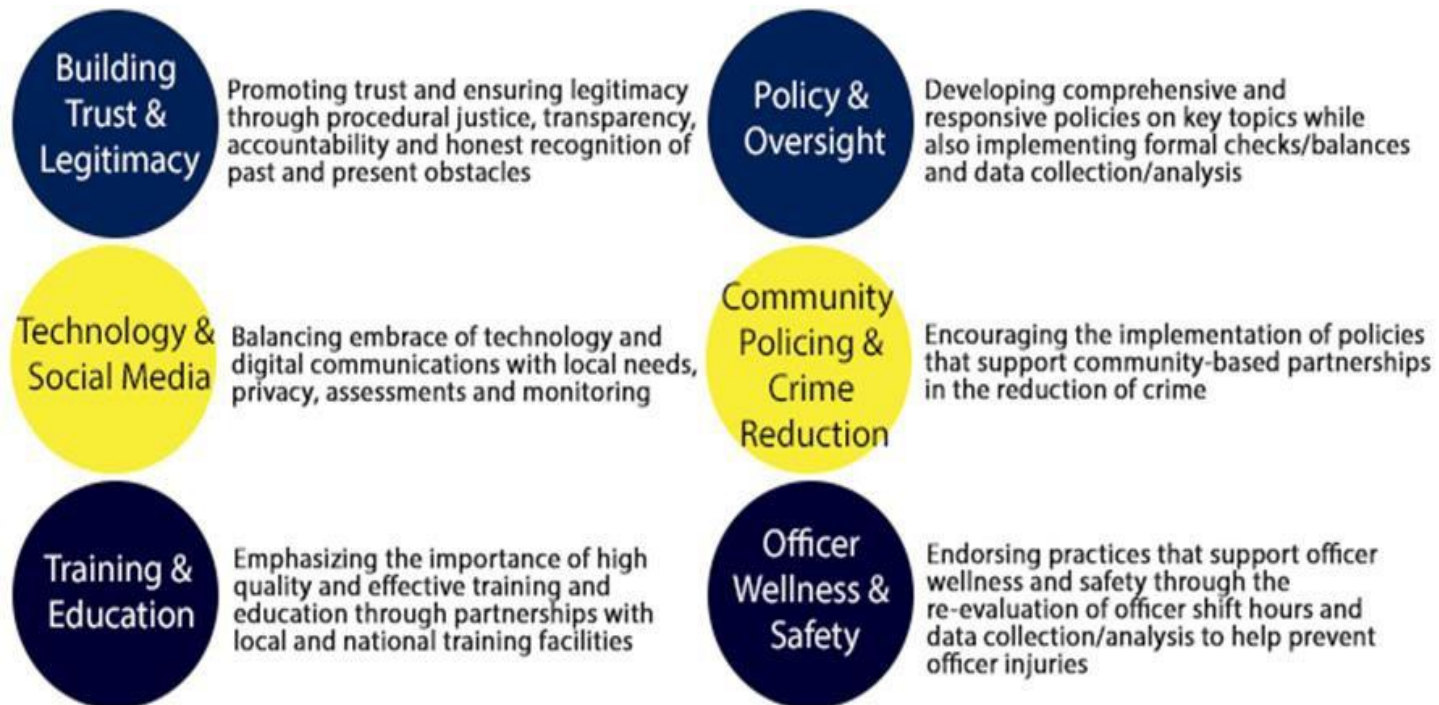 Building
Trust &
Legitimacy
Promoting trust and ensuring legitimacy
through procedural justice, transparency,
accountability and honest recognition of
past and present obstacles
Policy &
Oversight
Developing comprehensive and
responsive policies on key topics while
also implementing formal checks/balances
and data collection/analysis
Technology &
Social Media
Balancing embrace of technology and
digital communications with local needs,
privacy, assessments and monitoring
Community
Policing &
Crime
Reduction
Encouraging the implementation of policies
that support community-based partnerships
in the reduction of crime
Training &
Education
Emphasizing the importance of high
quality and effective training and
education through partnerships with
local and national training facilities
Officer
Wellness &
Safety
Endorsing practices that support officer
wellness and safety through the
re-evaluation of officer shift hours and
data collection/analysis to help prevent
officer injuries